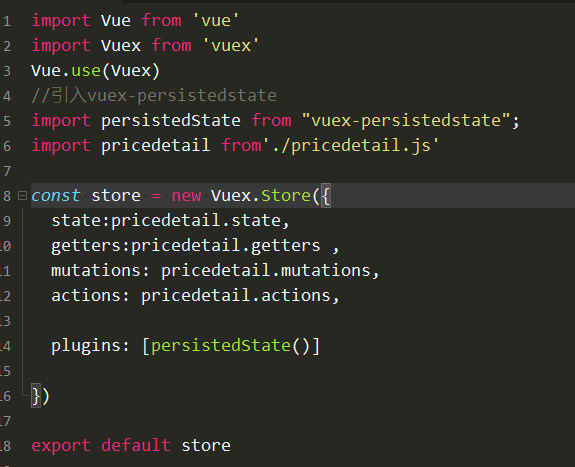 1 import Vue from 'vue'
2 import Vuex from 'vuex'
3 Vue.use(Vuex)
4 //引入vuex-persistedstate
5 import persistedState from "vuex-persistedstate";
6 import pricedetail from'./pricedetail.js'
7
8 const store = new Vuex.Store({
9 state:pricedetail.state,
10 getters:pricedetail.getters ,
11 mutations: pricedetail.mutations,
12 actions: pricedetail.actions,
13
14 plugins: [persistedState()]
15
16 })
17
18 export default store